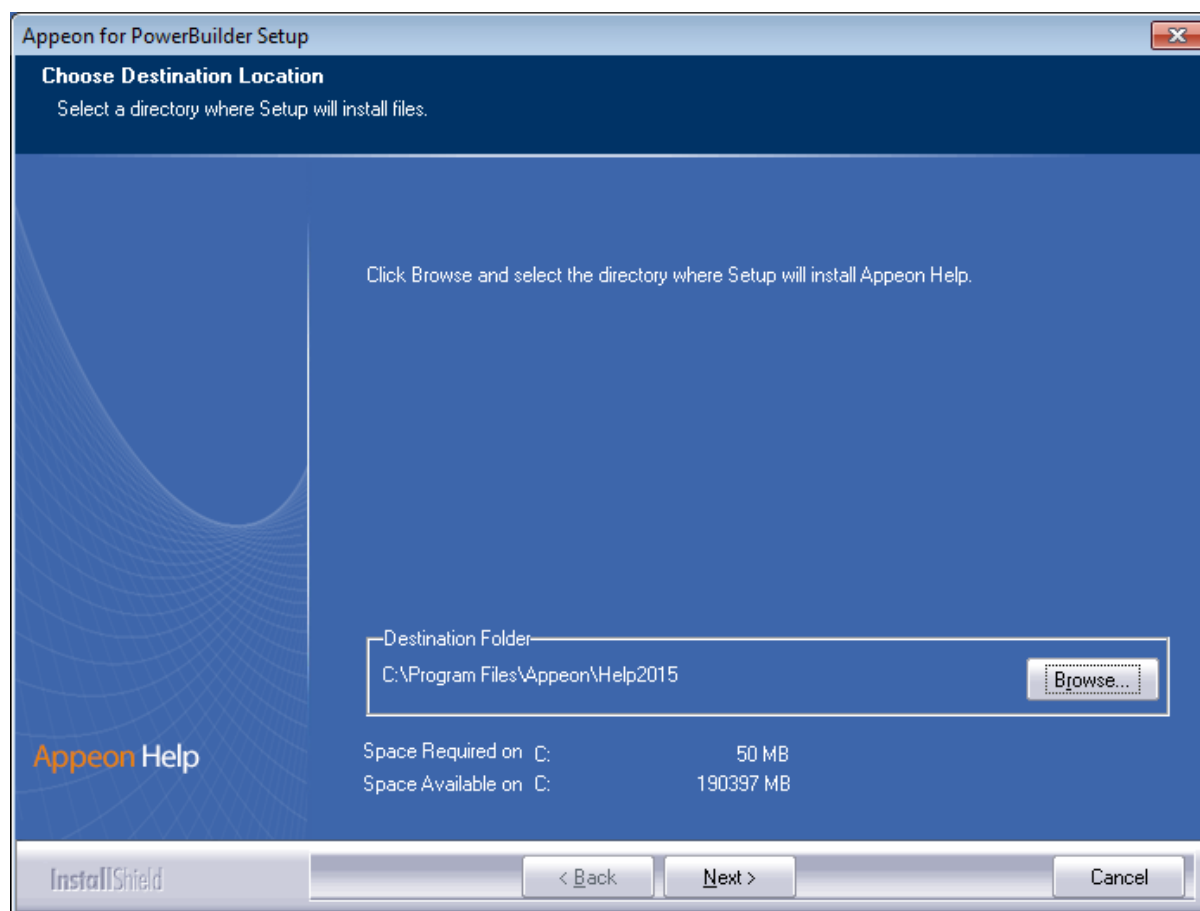 Appeon for PowerBuilder Setup
Choose Destination Location
Select a directory where Setup will install files.
Click Browse and select the directory where Setup will install Appeon Help.
Destination Folder
C:\Program Files\Appeon\Help2015
Browse...
Appeon Help
Space Required on C: 50 MB
Space Available on C: 190397 MB
InstallShield
< Back
Next >
Cancel